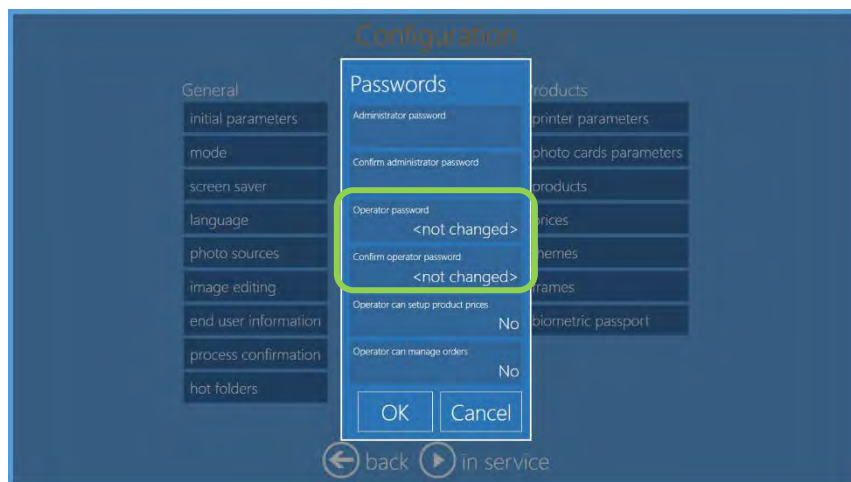 Configuration
General
initial parameters
mode
screen saver
language
photo sources
image editing
end user information
process confirmation
hot folders
Passwords
Administrator password
Confirm administrator password
Operator password
<not changed>
Confirm operator password
<not changed>
Operator can setup product prices
No
Operator can manage orders
No
OK Cancel
printer parameters
photo cards parameters
products
biometric passport
back in service